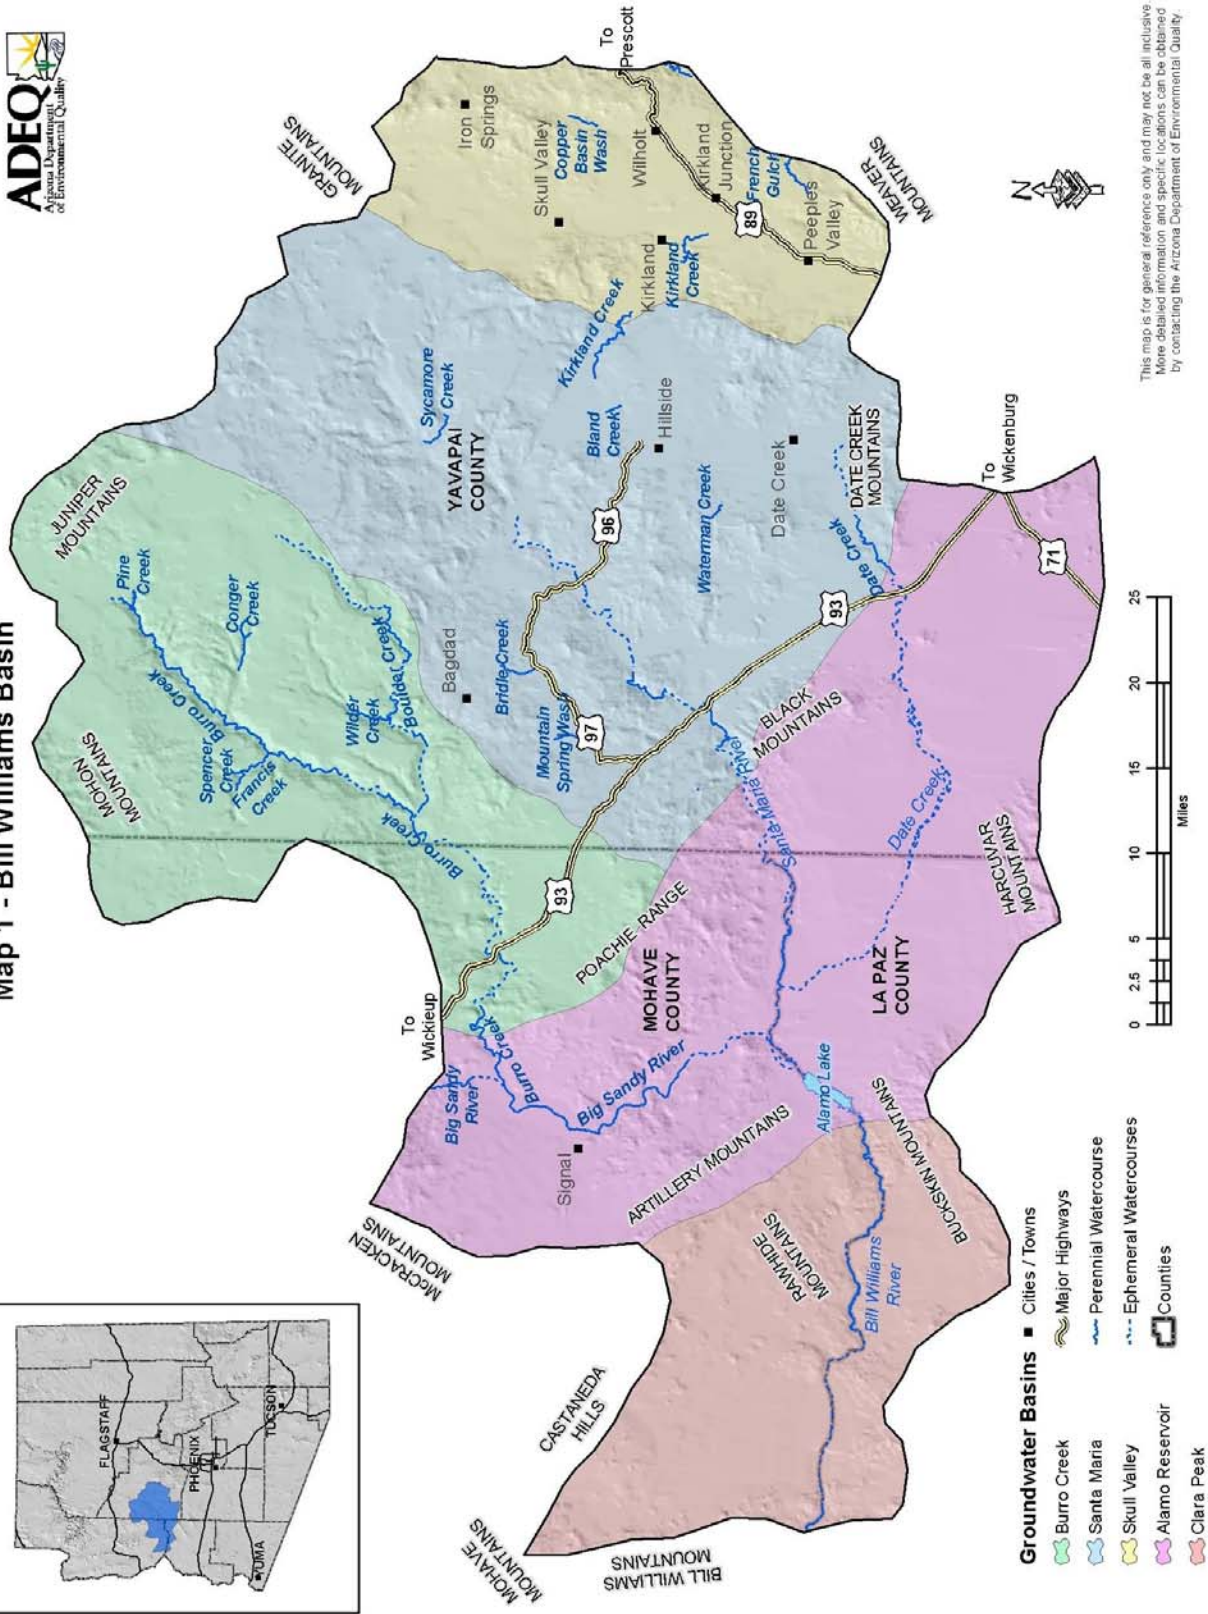 Map 1 - Bill Williams Basin
ADEQ
Arizona Department
of Environmental Quality
FLAGSTAFF
PHOENIX
TUCSON
YUMA
JUNIPER
MOUNTAINS
MOHON
MOUNTAINS
Pine
Creek
Conger
Creek
Burro Creek
Spencer
Creek
Francis
Creek
Wilder
Creek
Boulder Creek
Burro Creek
GRANITE
MOUNTAINS
Iron
Springs
To
Prescott
Skull Valley
Copper
Basin
Wash
Wilholt
Kirkland
Junction
French
Gulch
89
Peeples
Valley
WEAVER
MOUNTAINS
Kirkland
Kirkland
Creek
Kirkland Creek
Sycamore
Creek
YAVAPAI
COUNTY
Bland
Creek
Hillside
96
Waterman Creek
Date Creek
DATE CREEK
MOUNTAINS
Date Creek
Bagdad
Bridle Creek
Mountain
Spring Wash
97
93
93
To
Wickenburg
71
BLACK
MOUNTAINS
Santa Maria River
Date Creek
HARCUVAR
MOUNTAINS
POACHIE RANGE
MOHAVE
COUNTY
LA PAZ
COUNTY
To
Wickieup
Big Sandy
River
Burro Creek
Big Sandy River
Signal
Alamo Lake
ARTILLERY MOUNTAINS
BUCKSKIN MOUNTAINS
McCRACKEN
MOUNTAINS
RAWHIDE
MOUNTAINS
Bill Williams
River
CASTANEDA
HILLS
MOHAVE
MOUNTAINS
BILL WILLIAMS
MOUNTAINS
N
Groundwater Basins
Burro Creek
Santa Maria
Skull Valley
Alamo Reservoir
Clara Peak
Cities / Towns
Major Highways
Perennial Watercourse
Ephemeral Watercourses
Counties
0 2.5 5 10 15 20 25
Miles
This map is for general reference only and may not be all inclusive.
More detailed information and specific locations can be obtained
by contacting the Arizona Department of Environmental Quality.